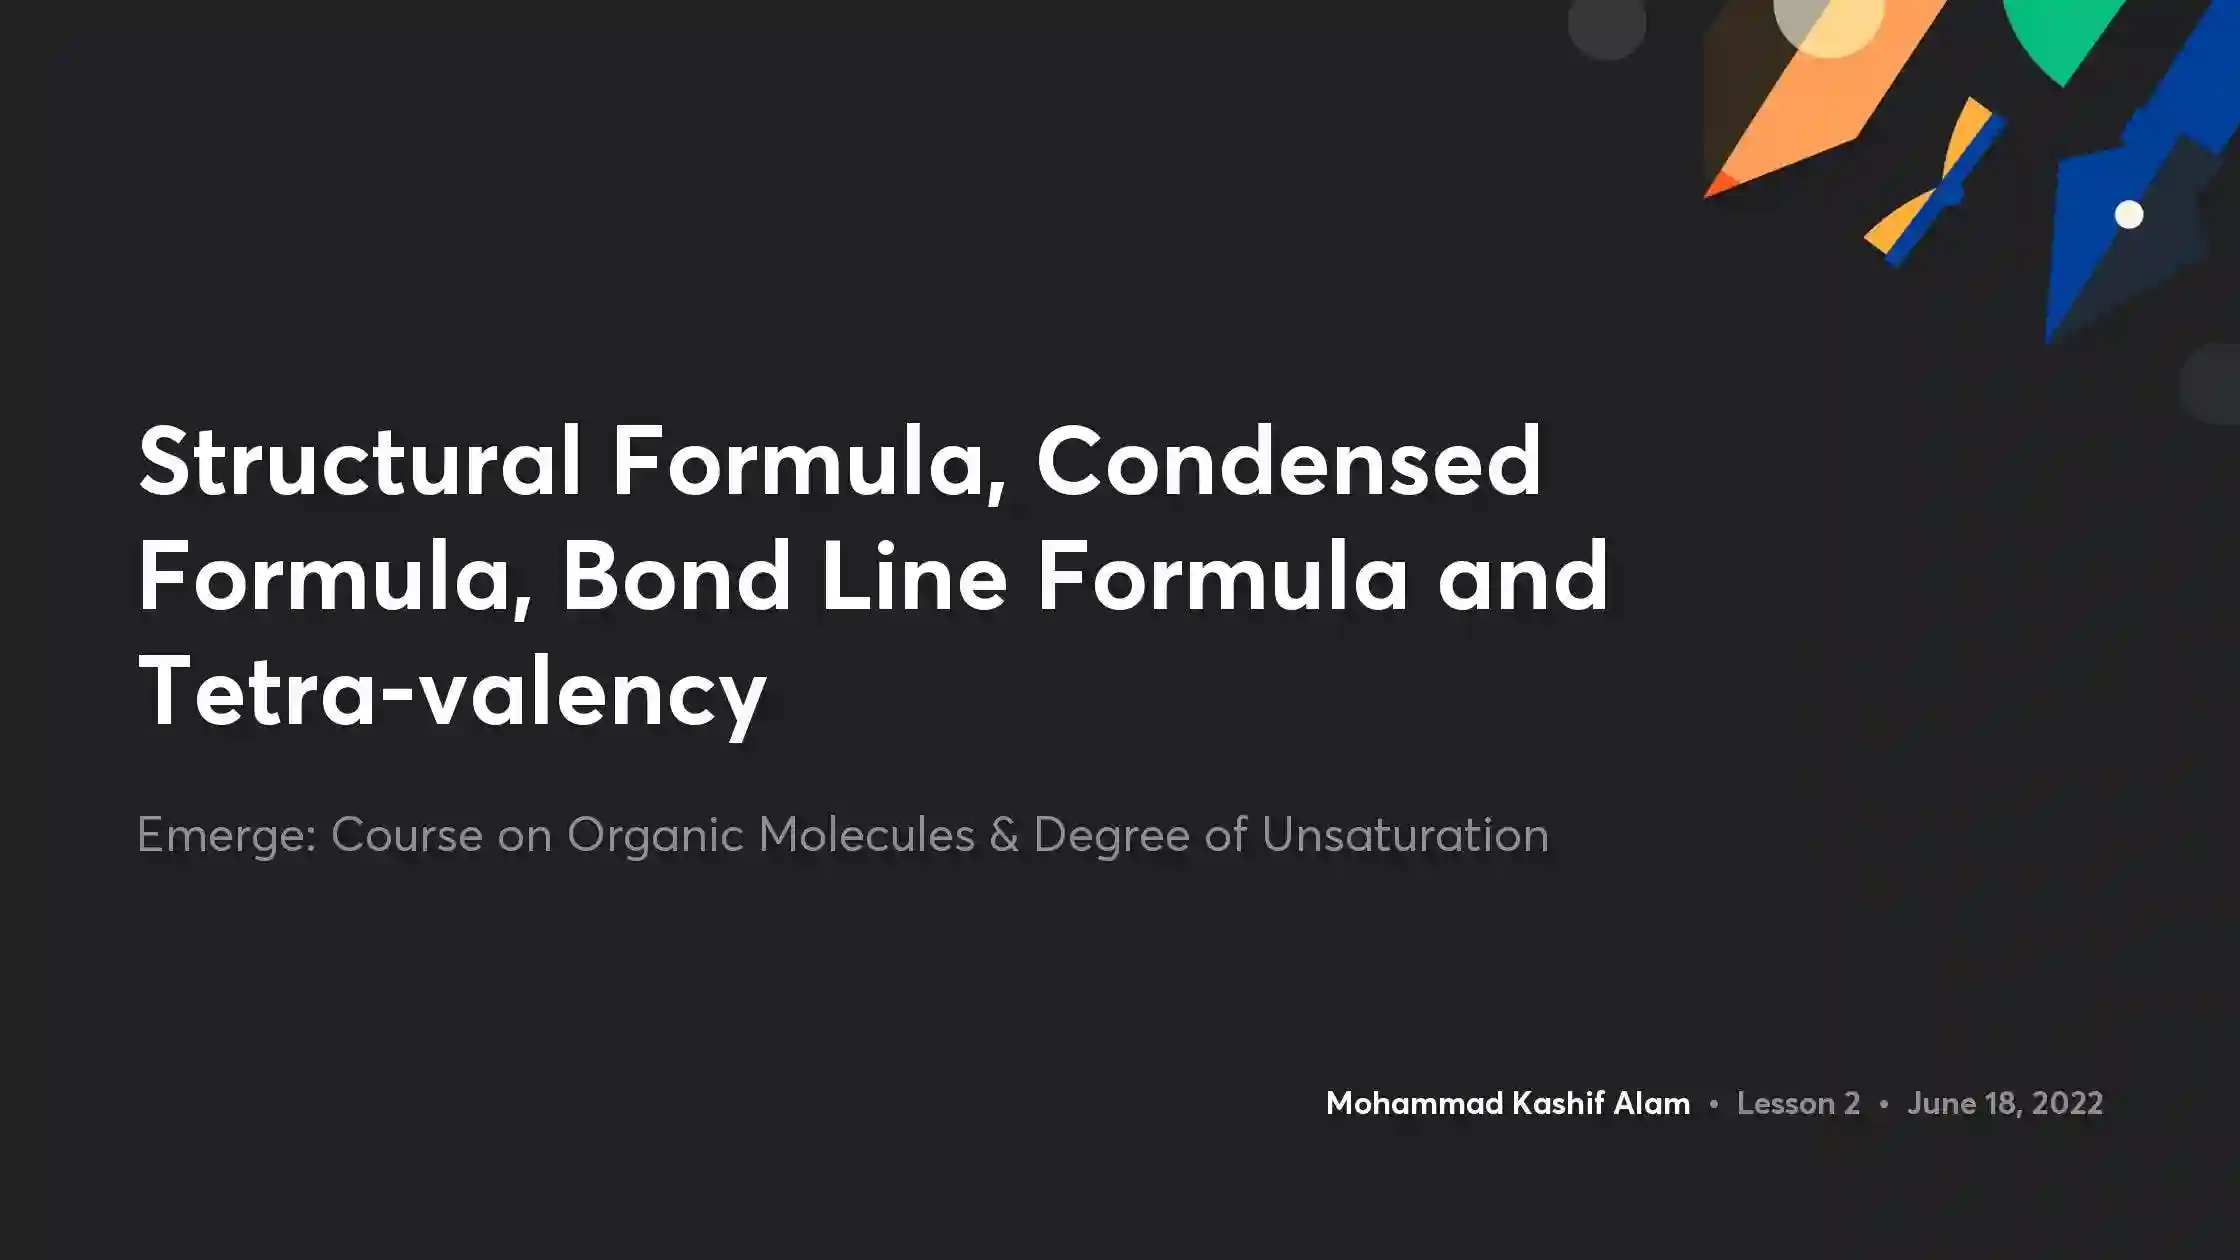 Structural Formula, Condensed
Formula, Bond Line Formula and
Tetra-valency
Emerge: Course on Organic Molecules & Degree of Unsaturation
Mohammad Kashif Alam • Lesson 2 • June 18, 2022